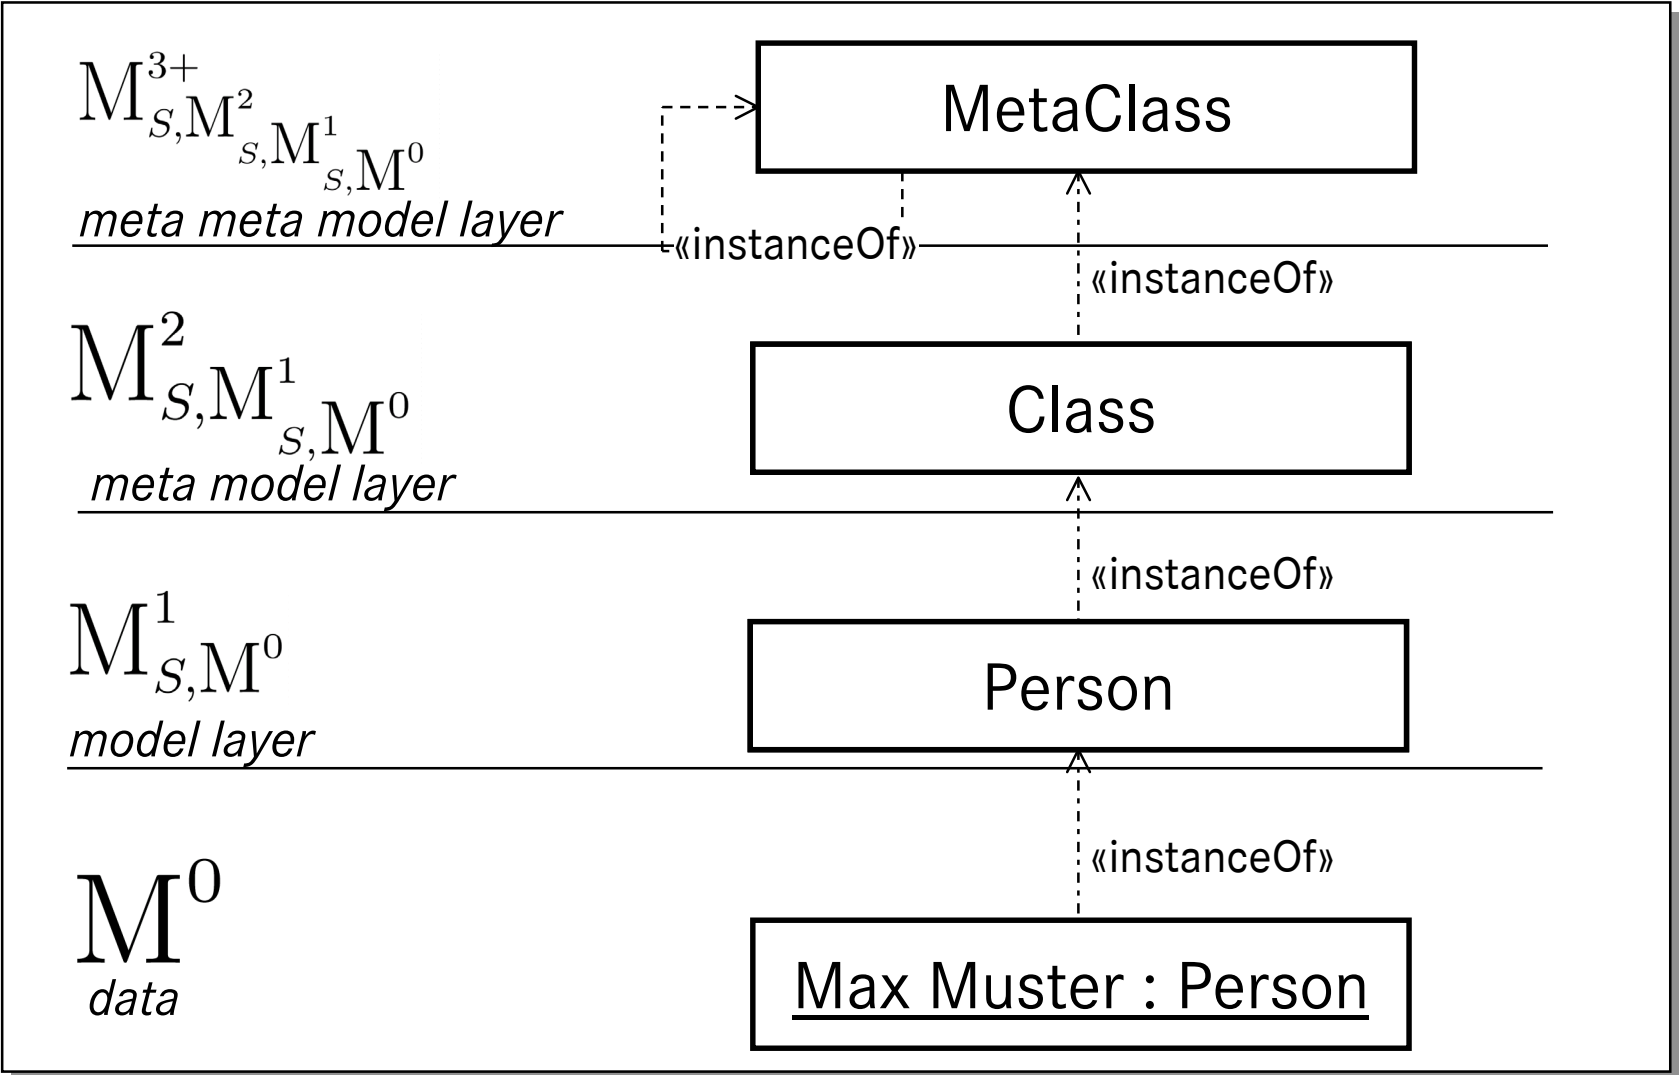 M^{3+}_{S,M^2_{S,M^1_{S,M^0}}}
meta meta model layer
MetaClass
«instanceOf»
«instanceOf»
M^2_{S,M^1_{S,M^0}}
meta model layer
Class
«instanceOf»
M^1_{S,M^0}
model layer
Person
«instanceOf»
M^0
data
Max Muster : Person